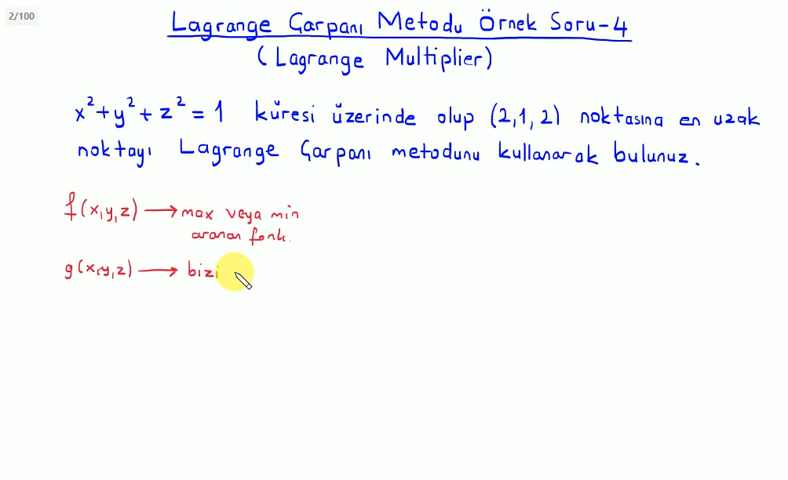 2/100
Lagrange Çarpanı Metodu Örnek Soru-4
(Lagrange Multiplier)
x²+y²+z²=1 küresi üzerinde olup (2,1,2) noktasına en uzak
noktayı Lagrange Çarpanı metodunu kullanarak bulunuz.
f(x,y,z) → max veya min
aranan fonk.
g(x,y,z) → bizi